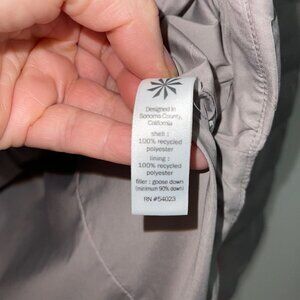 Designed in
Sonoma County,
California
shell :
100% recycled
polyester
lining :
100% recycled
polyester
filler : goose down
(minimum 90% down)
RN #54023